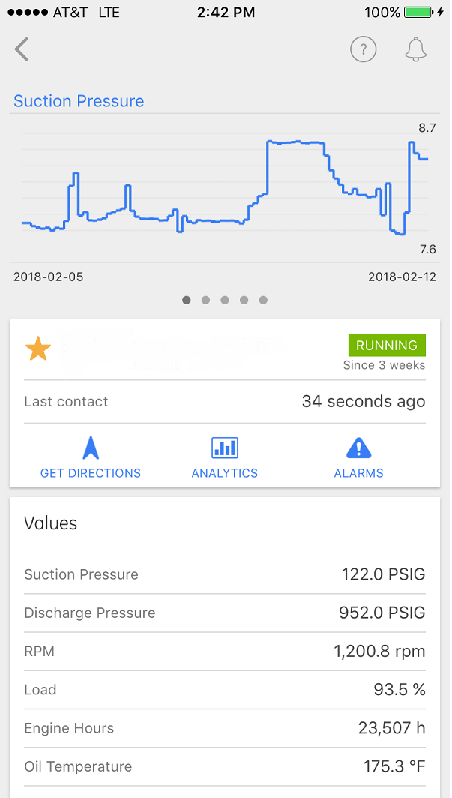 AT&T LTE 2:42 PM 100%
?
Suction Pressure
8.7
7.6
2018-02-05 2018-02-12
RUNNING
Since 3 weeks
Last contact 34 seconds ago
GET DIRECTIONS ANALYTICS ALARMS
Values
Suction Pressure 122.0 PSIG
Discharge Pressure 952.0 PSIG
RPM 1,200.8 rpm
Load 93.5 %
Engine Hours 23,507 h
Oil Temperature 175.3 °F